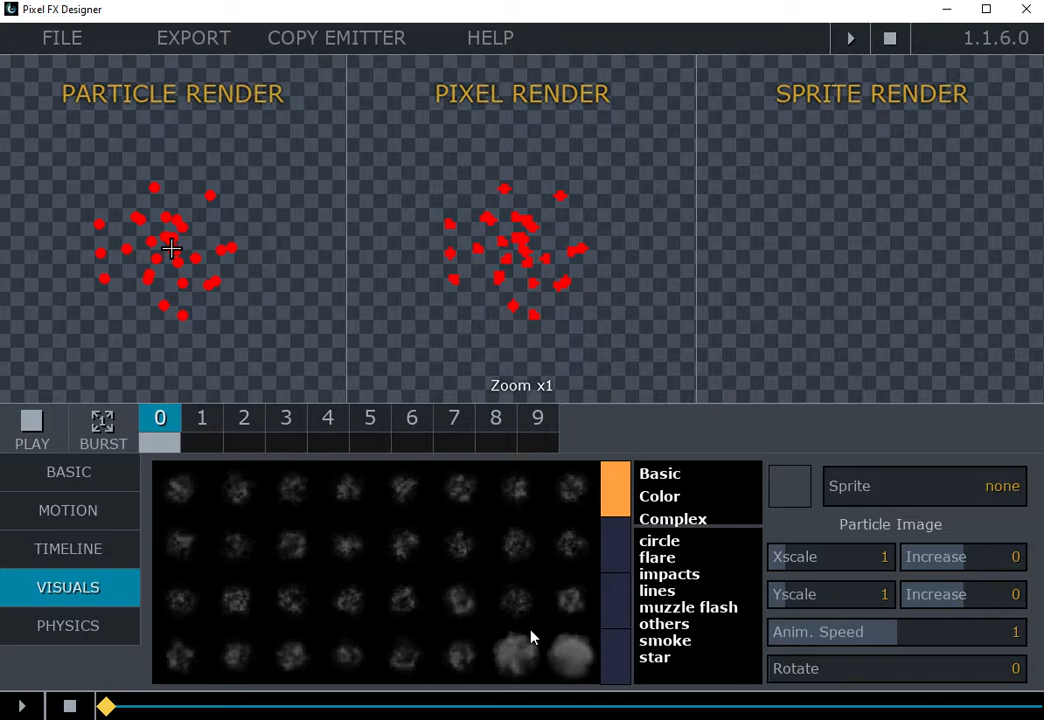 Pixel FX Designer
FILE EXPORT COPY EMITTER HELP 1.1.6.0
PARTICLE RENDER PIXEL RENDER SPRITE RENDER
Zoom x1
0 1 2 3 4 5 6 7 8 9
1
PLAY BURST
BASIC
MOTION
TIMELINE
VISUALS
PHYSICS
Basic
Color
Complex
circle
flare
impacts
lines
muzzle flash
others
smoke
star
Sprite none
Particle Image
Xscale 1 Increase 0
Yscale 1 Increase 0
Anim. Speed 1
Rotate 0